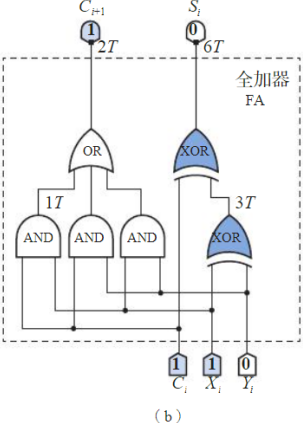 C_{i+1} S_i
1 0
2T 6T
全加器
FA
OR XOR
1T 3T
AND AND AND XOR
1 1 0
C_i X_i Y_i
(b)